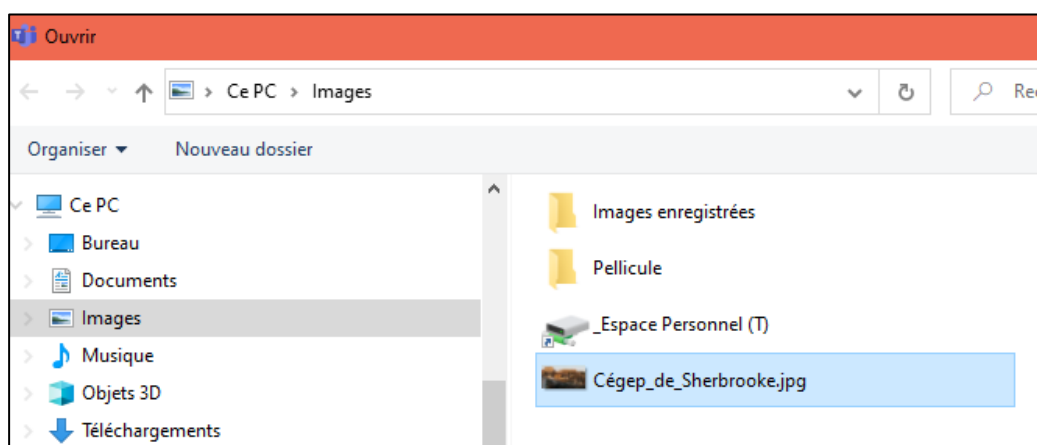 Ouvrir
Ce PC > Images
Organiser
Nouveau dossier
Ce PC
Bureau
Documents
Images
Musique
Objets 3D
Téléchargements
Images enregistrées
Pellicule
_Espace Personnel (T)
Cégep_de_Sherbrooke.jpg